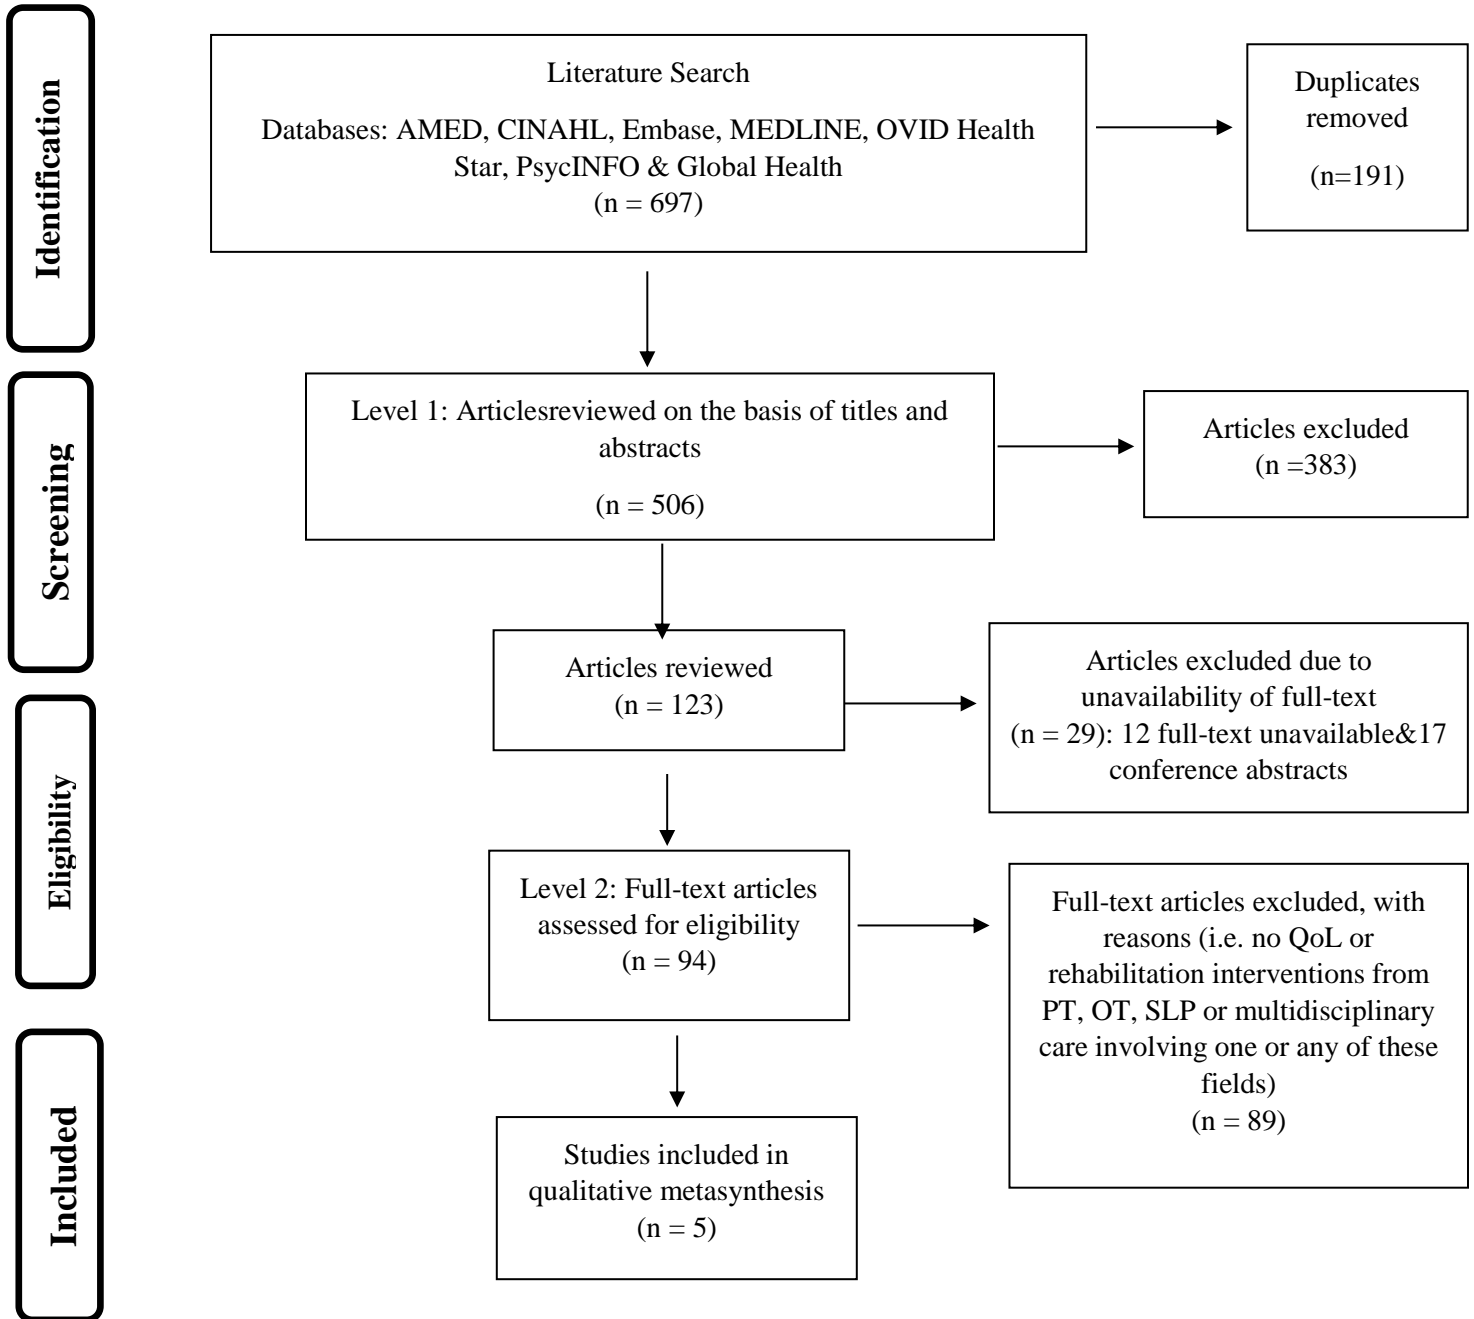 Identification
Literature Search
Databases: AMED, CINAHL, Embase, MEDLINE, OVID Health
Star, PsycINFO & Global Health
(n = 697)
Duplicates
removed
(n=191)
Screening
Level 1: Articlesreviewed on the basis of titles and
abstracts
(n = 506)
Articles excluded
(n =383)
Articles reviewed
(n = 123)
Articles excluded due to
unavailability of full-text
(n = 29): 12 full-text unavailable&17
conference abstracts
Eligibility
Level 2: Full-text articles
assessed for eligibility
(n = 94)
Full-text articles excluded, with
reasons (i.e. no QoL or
rehabilitation interventions from
PT, OT, SLP or multidisciplinary
care involving one or any of these
fields)
(n = 89)
Included
Studies included in
qualitative metasynthesis
(n = 5)